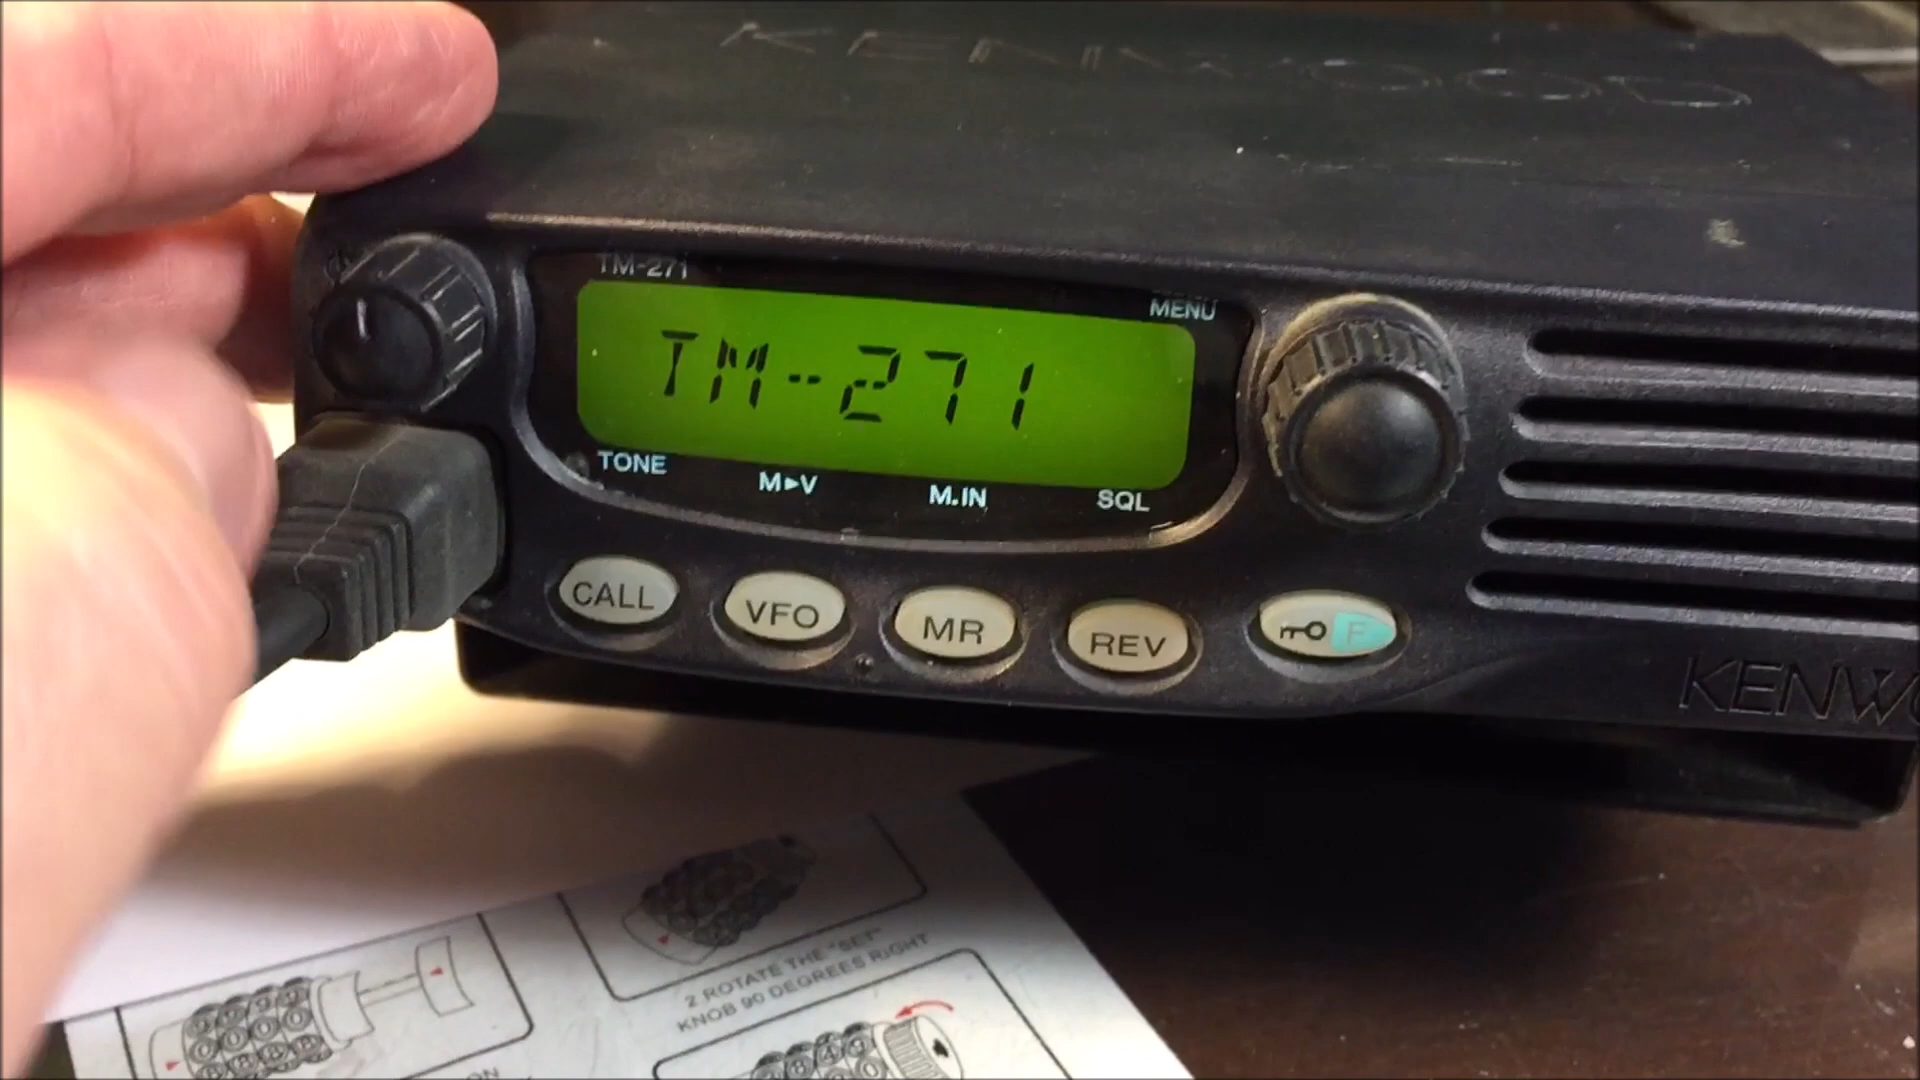 KENWOOD
TM-271
MENU
TM-271
TONE
M►V
M.IN
SQL
CALL
VFO
MR
REV
F
KENWO
2.ROTATE THE "SET"
KNOB 90 DEGREES RIGHT